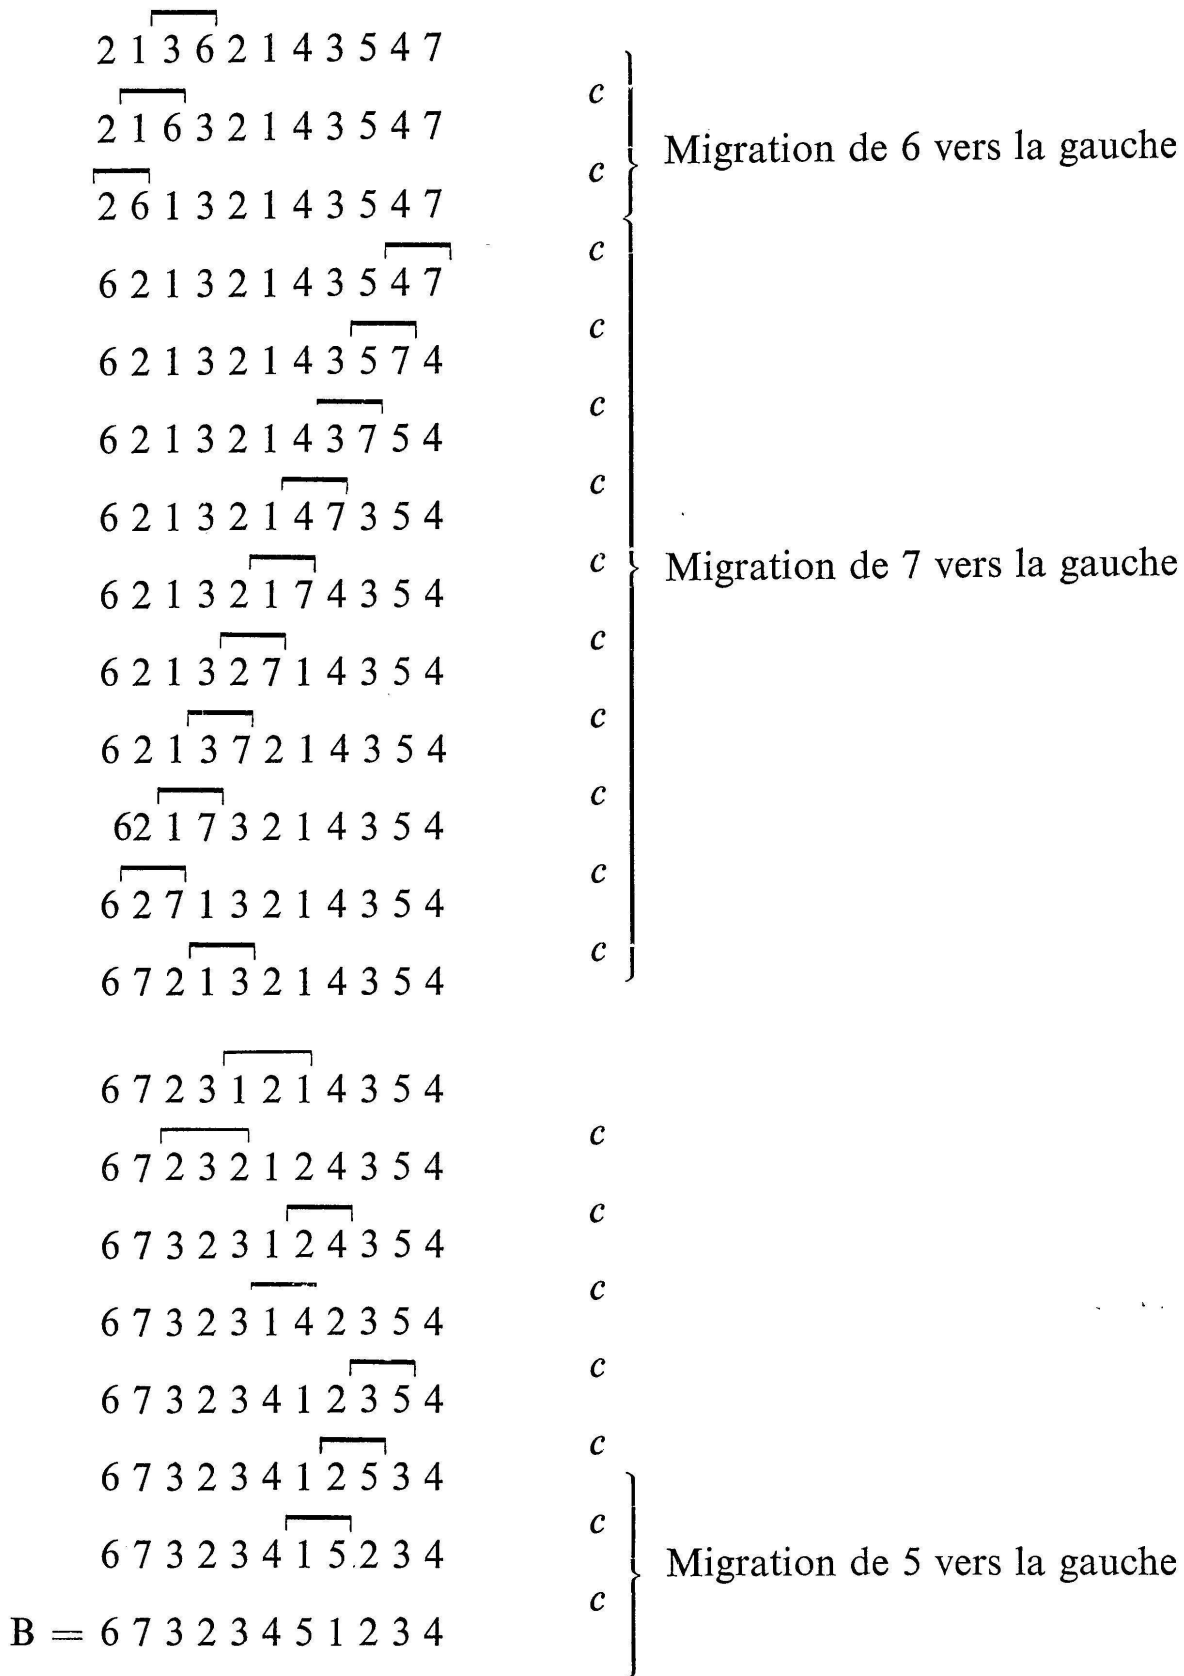 2 1 3 6 2 1 4 3 5 4 7
c
2 1 6 3 2 1 4 3 5 4 7
Migration de 6 vers la gauche
c
2 6 1 3 2 1 4 3 5 4 7
c
6 2 1 3 2 1 4 3 5 4 7
c
6 2 1 3 2 1 4 3 5 7 4
c
6 2 1 3 2 1 4 3 7 5 4
c
6 2 1 3 2 1 4 7 3 5 4
c Migration de 7 vers la gauche
6 2 1 3 2 1 7 4 3 5 4
c
6 2 1 3 2 7 1 4 3 5 4
c
6 2 1 3 7 2 1 4 3 5 4
c
62 1 7 3 2 1 4 3 5 4
c
6 2 7 1 3 2 1 4 3 5 4
c
6 7 2 1 3 2 1 4 3 5 4
6 7 2 3 1 2 1 4 3 5 4
c
6 7 2 3 2 1 2 4 3 5 4
c
6 7 3 2 3 1 2 4 3 5 4
c
6 7 3 2 3 1 4 2 3 5 4
c
6 7 3 2 3 4 1 2 3 5 4
c
6 7 3 2 3 4 1 2 5 3 4
c
6 7 3 2 3 4 1 5 2 3 4
Migration de 5 vers la gauche
c
B = 6 7 3 2 3 4 5 1 2 3 4